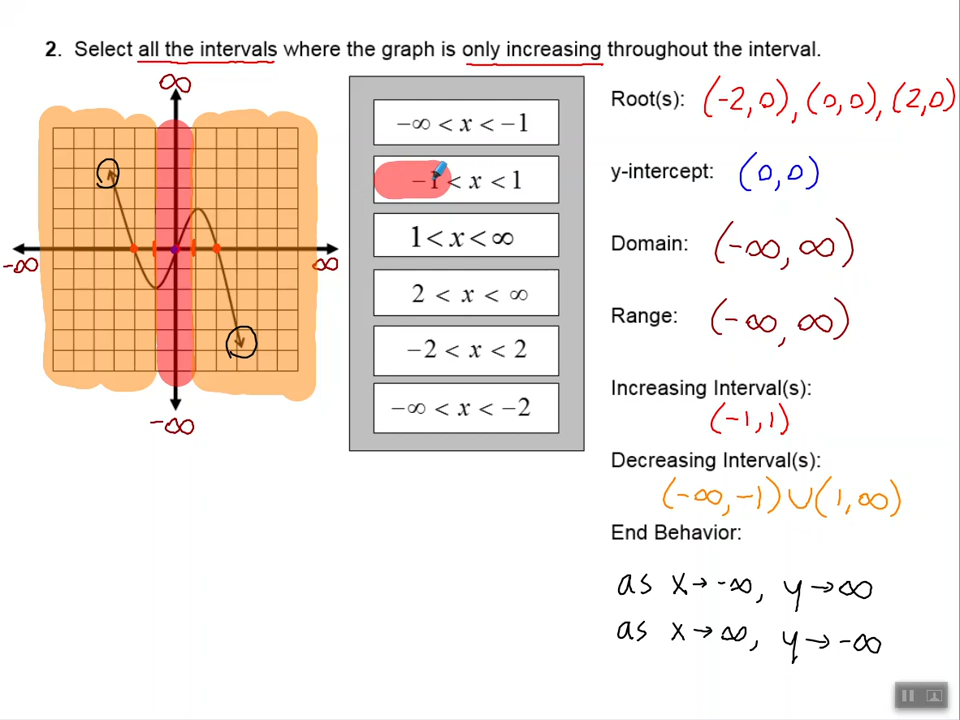 2. Select all the intervals where the graph is only increasing throughout the interval.
∞
-∞
∞
-∞
−∞ < x < −1
−1 < x < 1
1 < x < ∞
2 < x < ∞
−2 < x < 2
−∞ < x < −2
Root(s): (-2,0), (0,0), (2,0)
y-intercept: (0,0)
Domain: (-∞, ∞)
Range: (-∞, ∞)
Increasing Interval(s):
(-1,1)
Decreasing Interval(s):
(-∞,-1)∪(1,∞)
End Behavior:
as x→-∞, y→∞
as x→∞, y→-∞